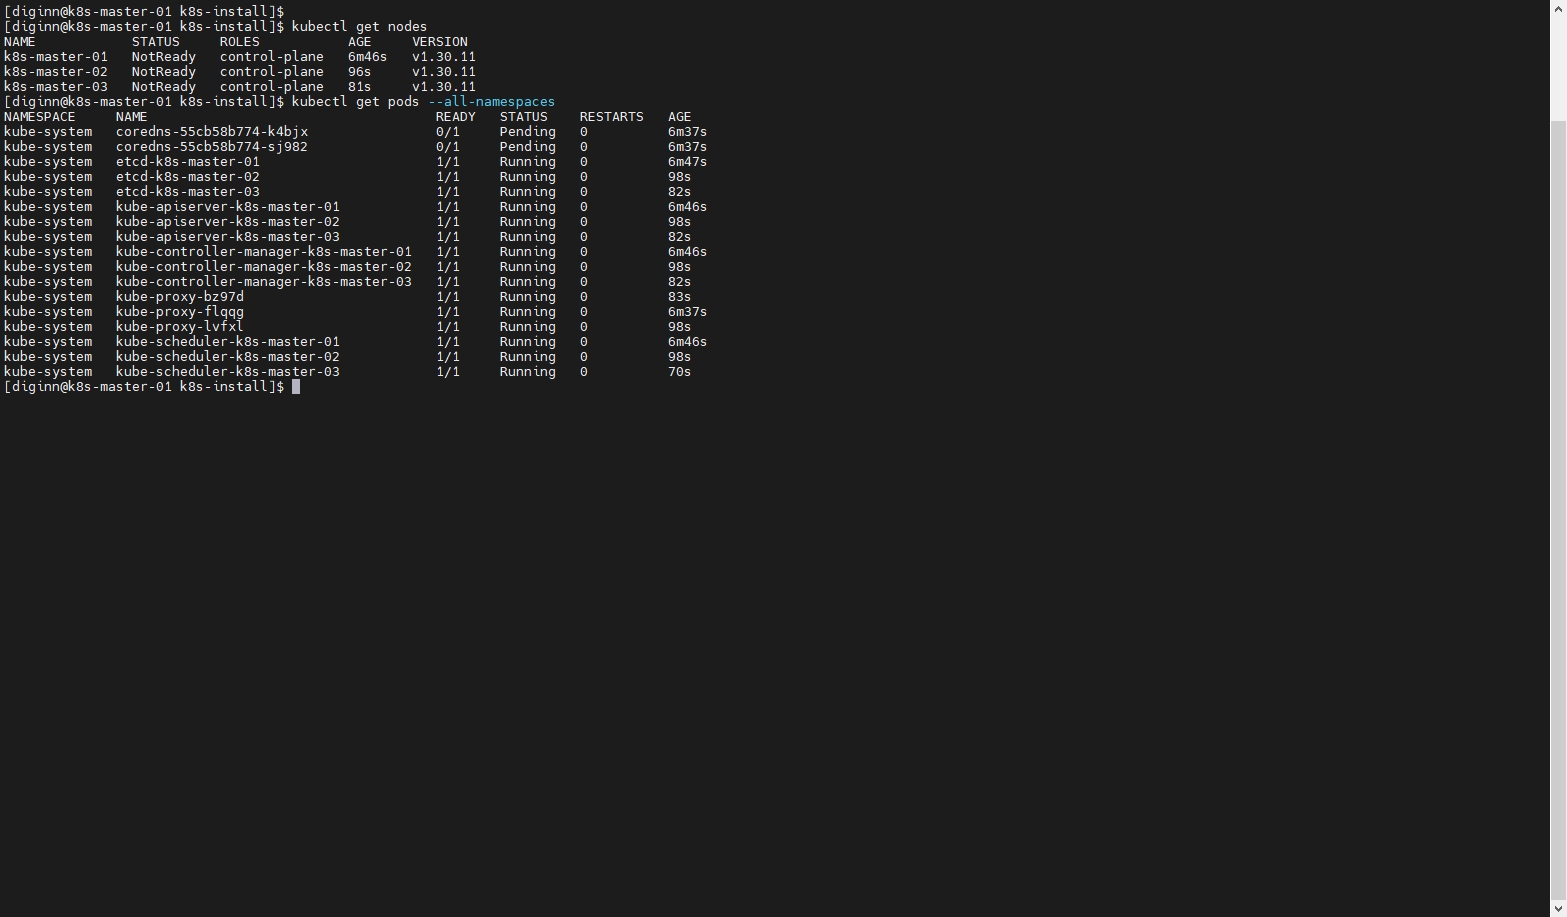 [diginn@k8s-master-01 k8s-install]$
[diginn@k8s-master-01 k8s-install]$ kubectl get nodes
NAME            STATUS     ROLES           AGE     VERSION
k8s-master-01   NotReady   control-plane   6m46s   v1.30.11
k8s-master-02   NotReady   control-plane   96s     v1.30.11
k8s-master-03   NotReady   control-plane   81s     v1.30.11
[diginn@k8s-master-01 k8s-install]$ kubectl get pods --all-namespaces
NAMESPACE     NAME                                    READY   STATUS    RESTARTS   AGE
kube-system   coredns-55cb58b774-k4bjx                0/1     Pending   0          6m37s
kube-system   coredns-55cb58b774-sj982                0/1     Pending   0          6m37s
kube-system   etcd-k8s-master-01                      1/1     Running   0          6m47s
kube-system   etcd-k8s-master-02                      1/1     Running   0          98s
kube-system   etcd-k8s-master-03                      1/1     Running   0          82s
kube-system   kube-apiserver-k8s-master-01            1/1     Running   0          6m46s
kube-system   kube-apiserver-k8s-master-02            1/1     Running   0          98s
kube-system   kube-apiserver-k8s-master-03            1/1     Running   0          82s
kube-system   kube-controller-manager-k8s-master-01   1/1     Running   0          6m46s
kube-system   kube-controller-manager-k8s-master-02   1/1     Running   0          98s
kube-system   kube-controller-manager-k8s-master-03   1/1     Running   0          82s
kube-system   kube-proxy-bz97d                        1/1     Running   0          83s
kube-system   kube-proxy-flqqg                        1/1     Running   0          6m37s
kube-system   kube-proxy-lvfxl                        1/1     Running   0          98s
kube-system   kube-scheduler-k8s-master-01            1/1     Running   0          6m46s
kube-system   kube-scheduler-k8s-master-02            1/1     Running   0          98s
kube-system   kube-scheduler-k8s-master-03            1/1     Running   0          70s
[diginn@k8s-master-01 k8s-install]$